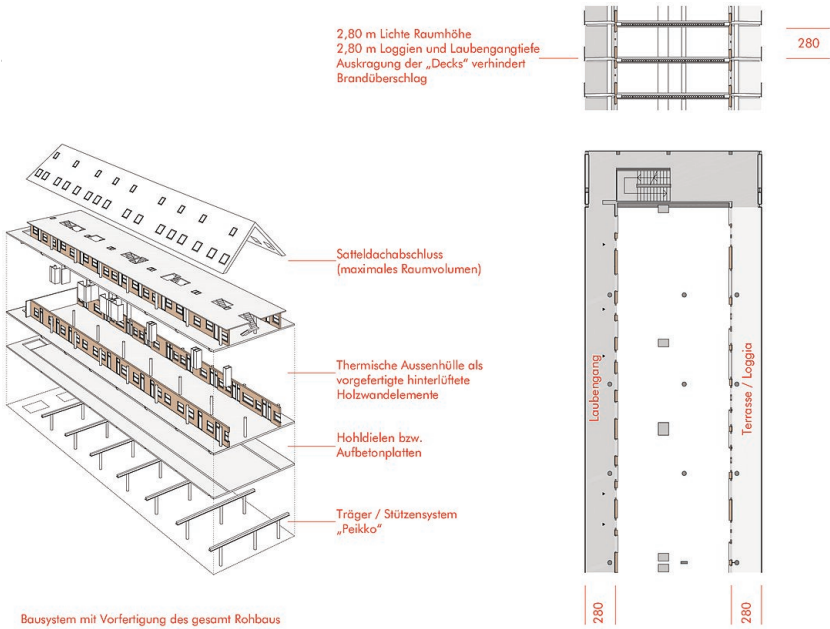 2,80 m Lichte Raumhöhe
2,80 m Loggien und Laubengangtiefe
Auskragung der „Decks“ verhindert
Brandüberschlag
280
Satteldachabschluss
(maximales Raumvolumen)
Thermische Aussenhülle als
vorgefertigte hinterlüftete
Holzwandelemente
Hohldielen bzw.
Aufbetonplatten
Träger / Stützensystem
„Peikko“
Laubengang
Terrasse / Loggia
280
280
Bausystem mit Vorfertigung des gesamt Rohbaus